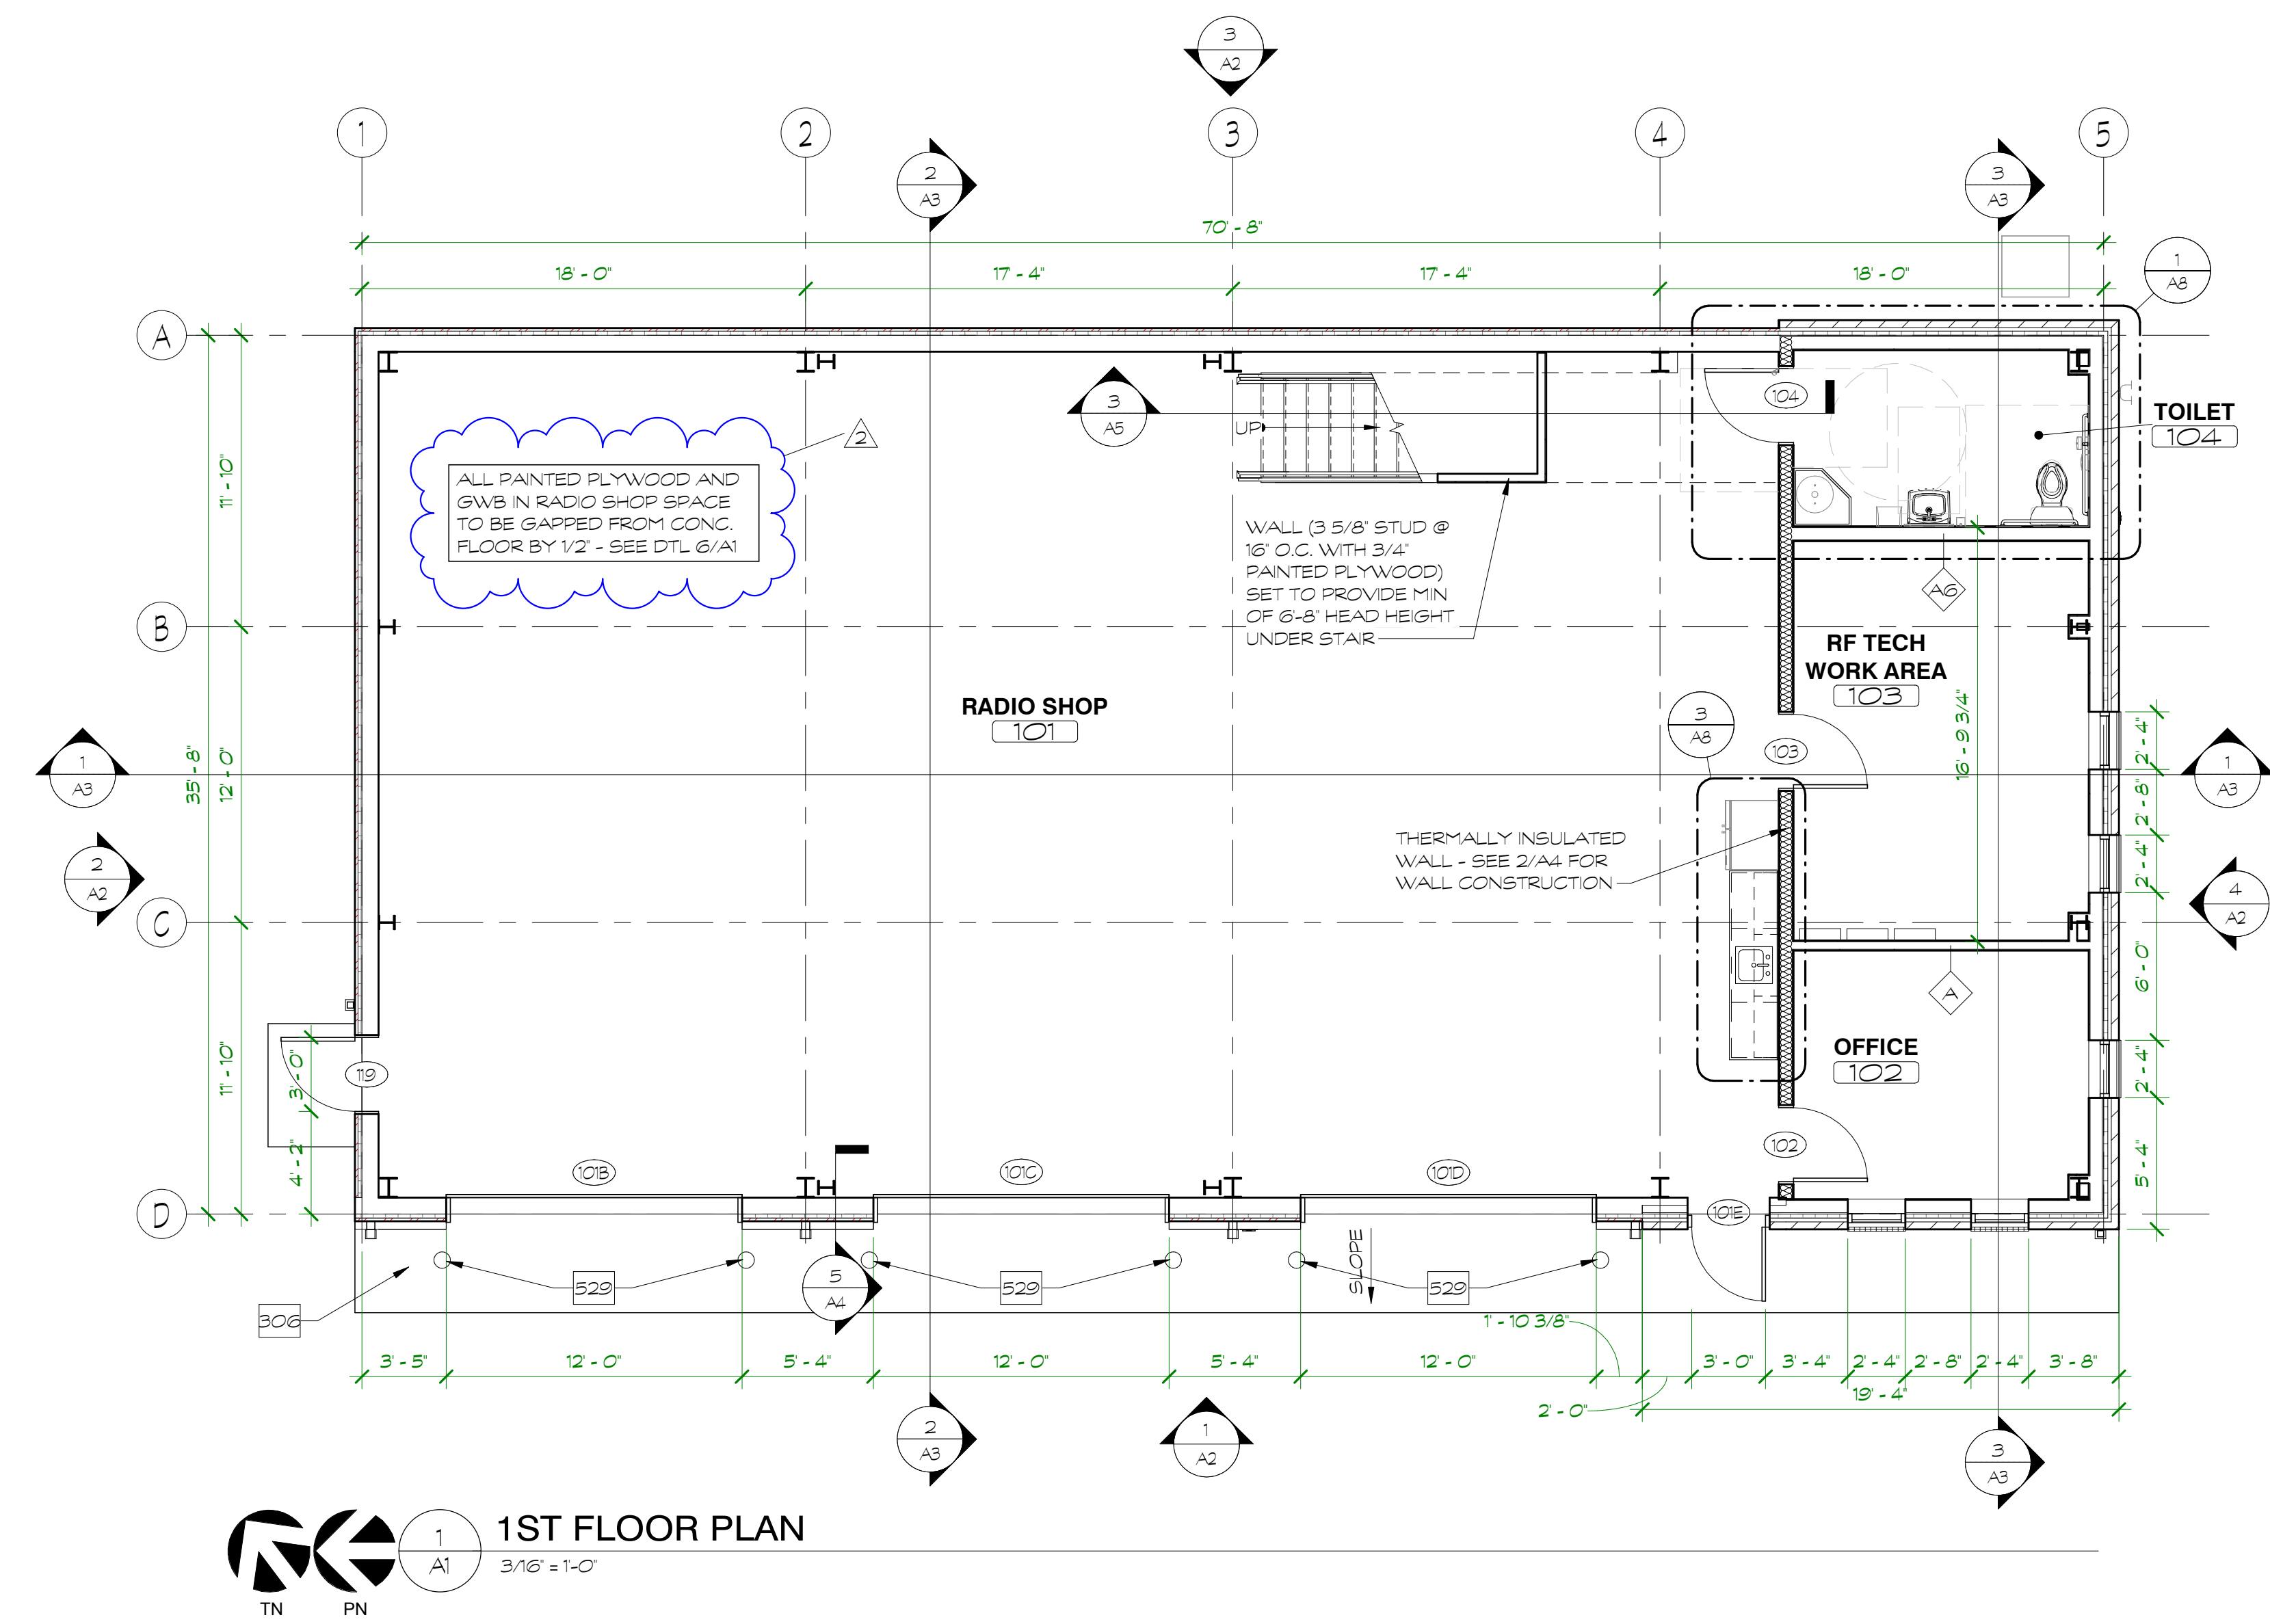 3
A2
1
2
3
4
5
2
A3
3
A3
70' - 8"
18' - 0"
17' - 4"
17' - 4"
18' - 0"
1
A8
A
B
C
D
11' - 10"
12' - 0"
11' - 10"
35' - 8"
ALL PAINTED PLYWOOD AND
GWB IN RADIO SHOP SPACE
TO BE GAPPED FROM CONC.
FLOOR BY 1/2" - SEE DTL 6/A1
2
3
A5
UP
104
TOILET
104
WALL (3 5/8" STUD @
16" O.C. WITH 3/4"
PAINTED PLYWOOD)
SET TO PROVIDE MIN
OF 6'-8" HEAD HEIGHT
UNDER STAIR
A6
RF TECH
WORK AREA
103
RADIO SHOP
101
3
A8
103
16' - 9 3/4"
2' - 4"
2' - 8"
2' - 4"
6' - 0"
2' - 4"
5' - 4"
1
A3
1
A3
2
A2
4
A2
THERMALLY INSULATED
WALL - SEE 2/A4 FOR
WALL CONSTRUCTION
A
OFFICE
102
119
3' - 0"
4' - 2"
102
101B
101C
101D
101E
SLOPE
529
529
529
306
5
A4
1' - 10 3/8"
3' - 5"
12' - 0"
5' - 4"
12' - 0"
5' - 4"
12' - 0"
3' - 0"
3' - 4"
2' - 4"
2' - 8"
2' - 4"
3' - 8"
19' - 4"
2' - 0"
2
A3
1
A2
3
A3
1
A1
1ST FLOOR PLAN
3/16" = 1'-0"
TN
PN